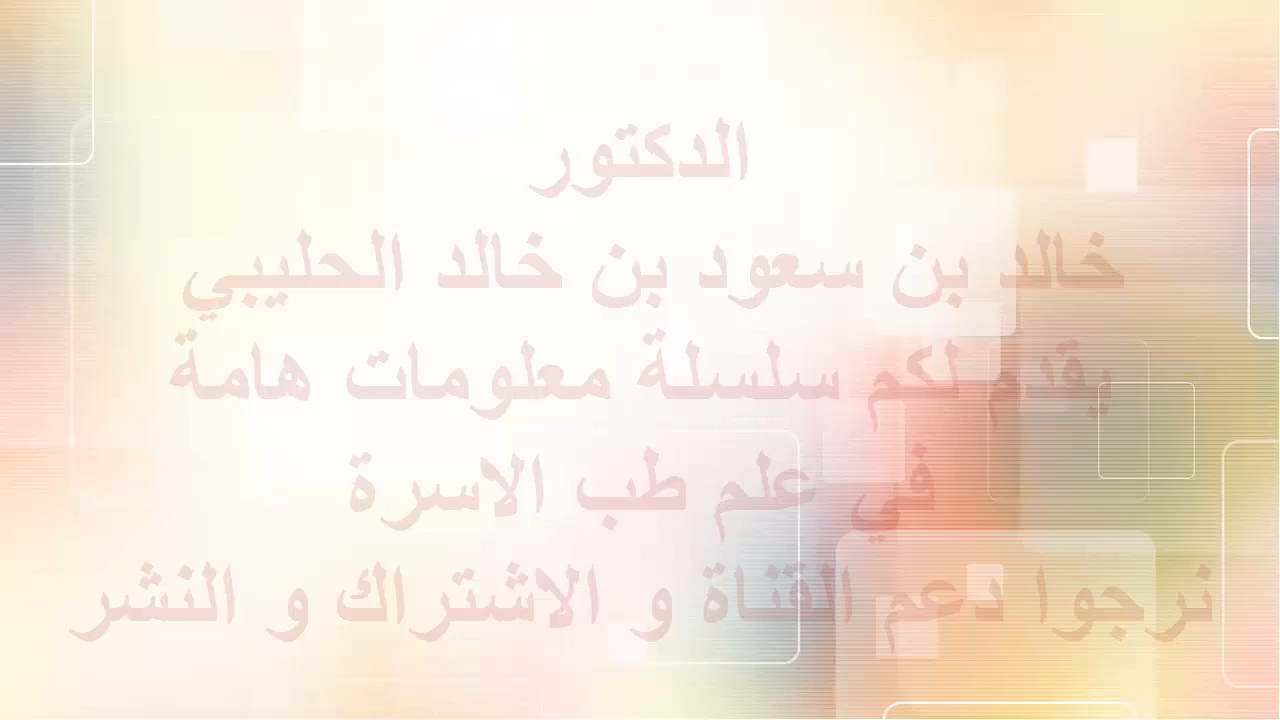 الدكتور
خالد بن سعود بن خالد الحليبي
يقدم لكم سلسلة معلومات هامة
في علم طب الاسرة
نرجوا دعم القناة و الاشتراك و النشر